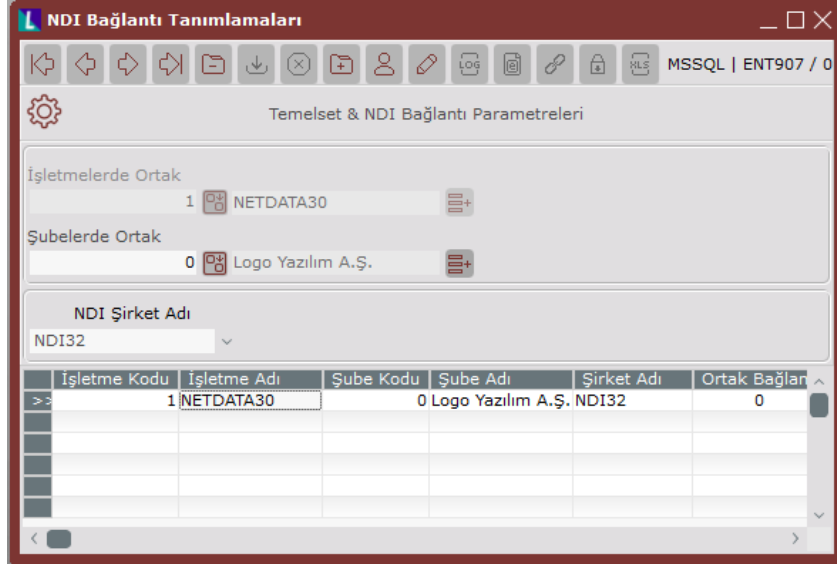 NDI Bağlantı Tanımlamaları
LOG XLS MSSQL | ENT907 / 0
Temelset & NDI Bağlantı Parametreleri
İşletmelerde Ortak
1 NETDATA30
Şubelerde Ortak
0 Logo Yazılım A.Ş.
NDI Şirket Adı
NDI32
İşletme Kodu İşletme Adı Şube Kodu Şube Adı Şirket Adı Ortak Bağlan
>> 1 NETDATA30 0 Logo Yazılım A.Ş. NDI32 0